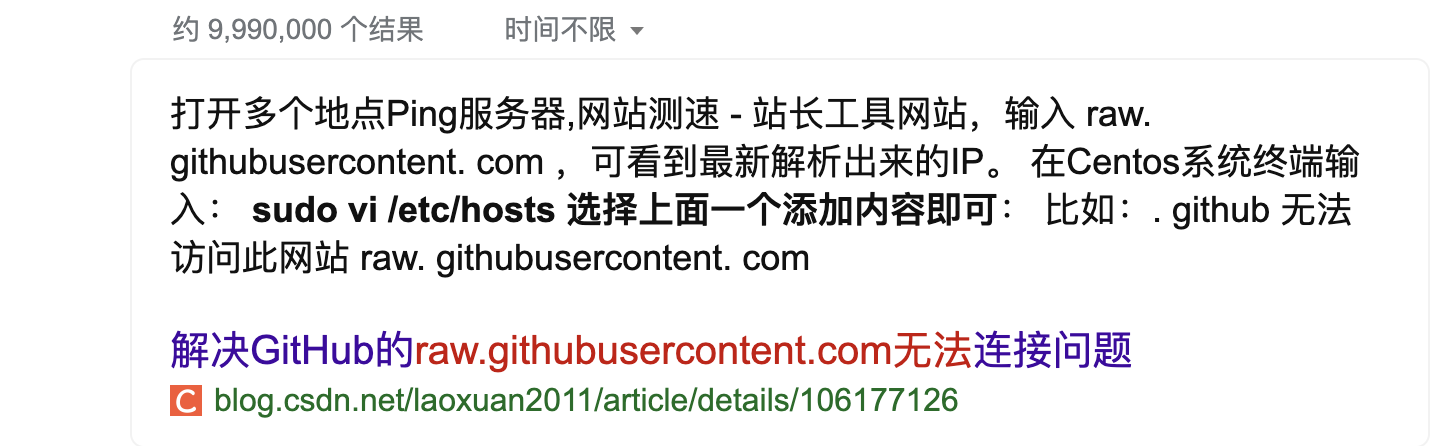 约 9,990,000 个结果 时间不限
打开多个地点Ping服务器,网站测速 - 站长工具网站，输入 raw.
githubusercontent. com ，可看到最新解析出来的IP。 在Centos系统终端输
入： sudo vi /etc/hosts 选择上面一个添加内容即可： 比如：. github 无法
访问此网站 raw. githubusercontent. com
解决GitHub的raw.githubusercontent.com无法连接问题
C blog.csdn.net/laoxuan2011/article/details/106177126